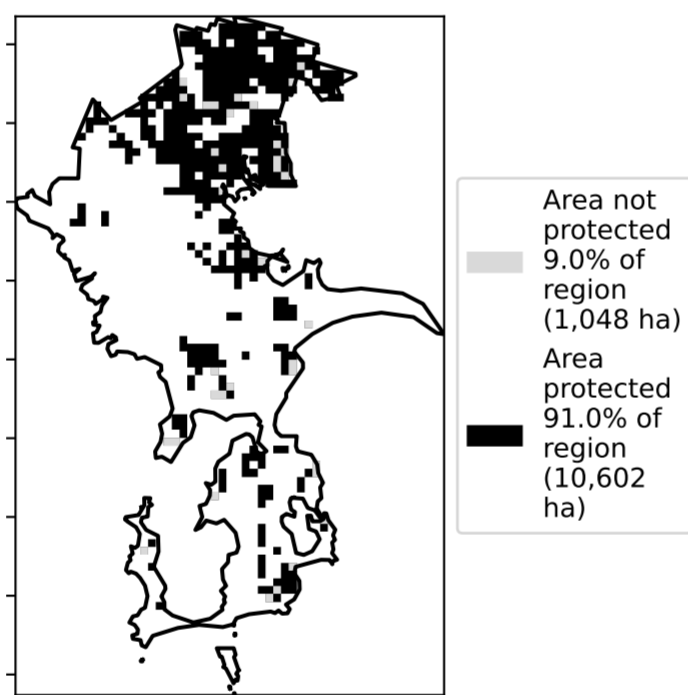 Area not
protected
9.0% of
region
(1,048 ha)
Area
protected
91.0% of
region
(10,602
ha)